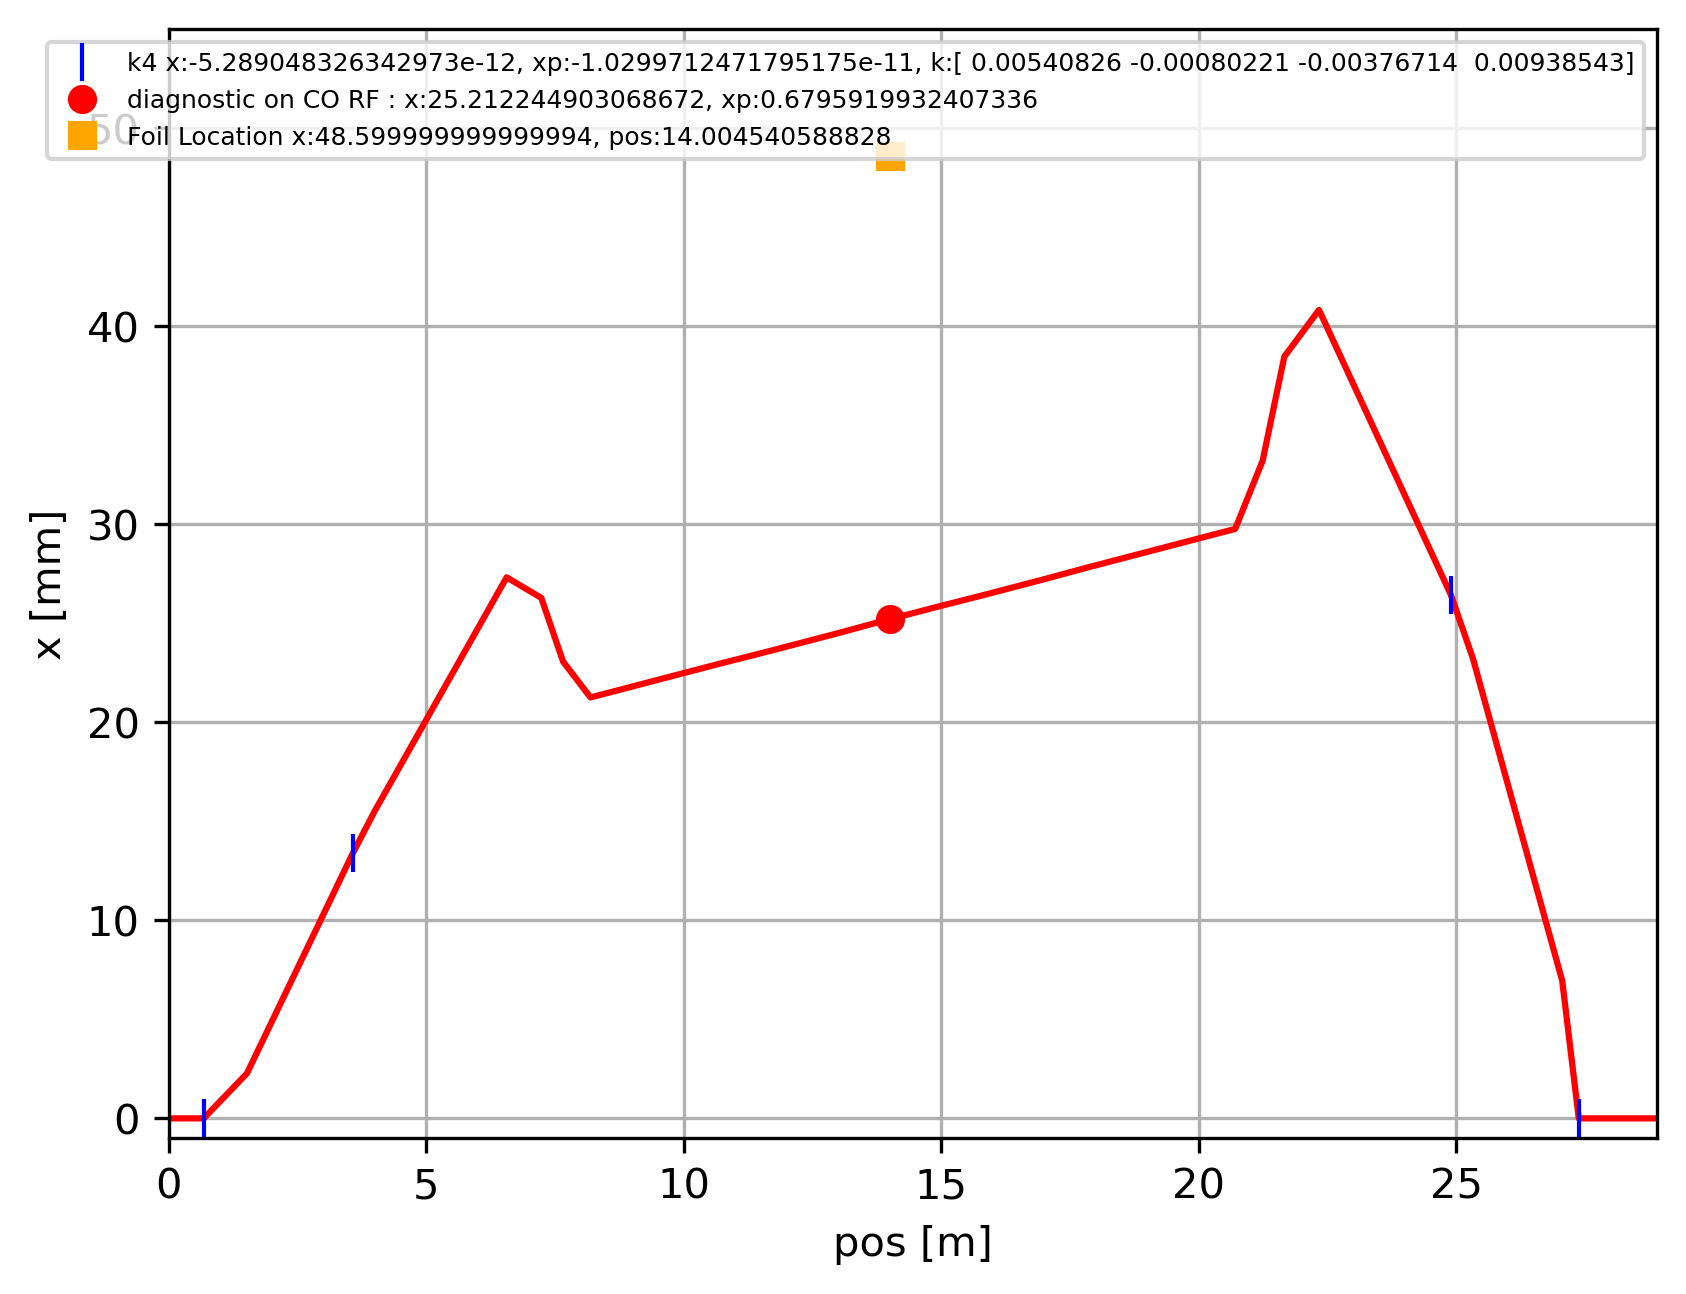 k4 x:-5.289048326342973e-12, xp:-1.0299712471795175e-11, k:[ 0.00540826 -0.00080221 -0.00376714  0.00938543]
diagnostic on CO RF : x:25.212244903068672, xp:0.6795919932407336
Foil Location x:48.599999999999994, pos:14.004540588828
50
40
30
20
10
0
x [mm]
0 5 10 15 20 25
pos [m]